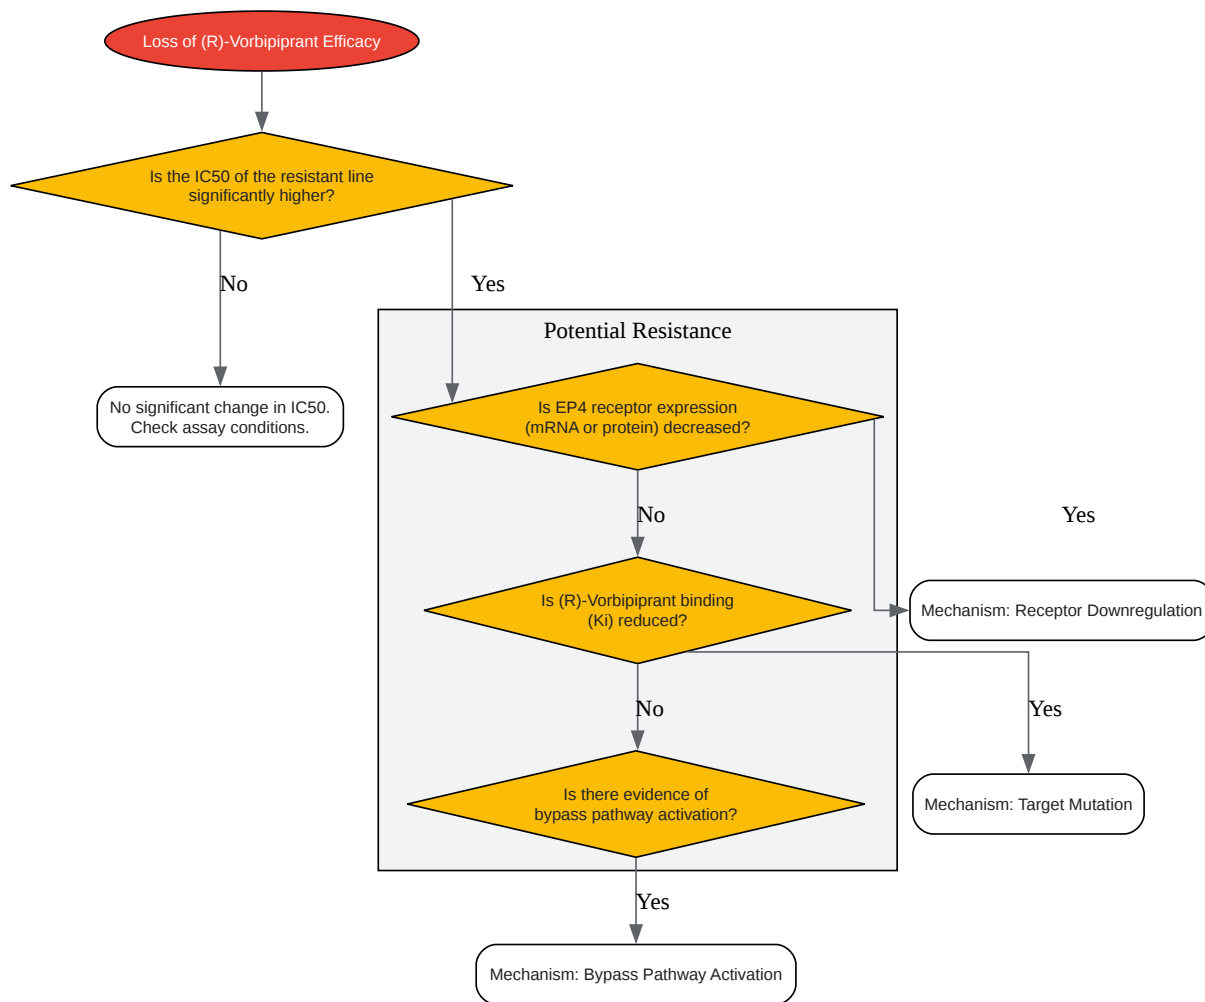 Loss of (R)-Vorbipiprant Efficacy
Is the IC50 of the resistant line
significantly higher?
No
Yes
Potential Resistance
No significant change in IC50.
Check assay conditions.
Is EP4 receptor expression
(mRNA or protein) decreased?
No
Yes
Is (R)-Vorbipiprant binding
(Ki) reduced?
Mechanism: Receptor Downregulation
No
Yes
Is there evidence of
bypass pathway activation?
Mechanism: Target Mutation
Yes
Mechanism: Bypass Pathway Activation